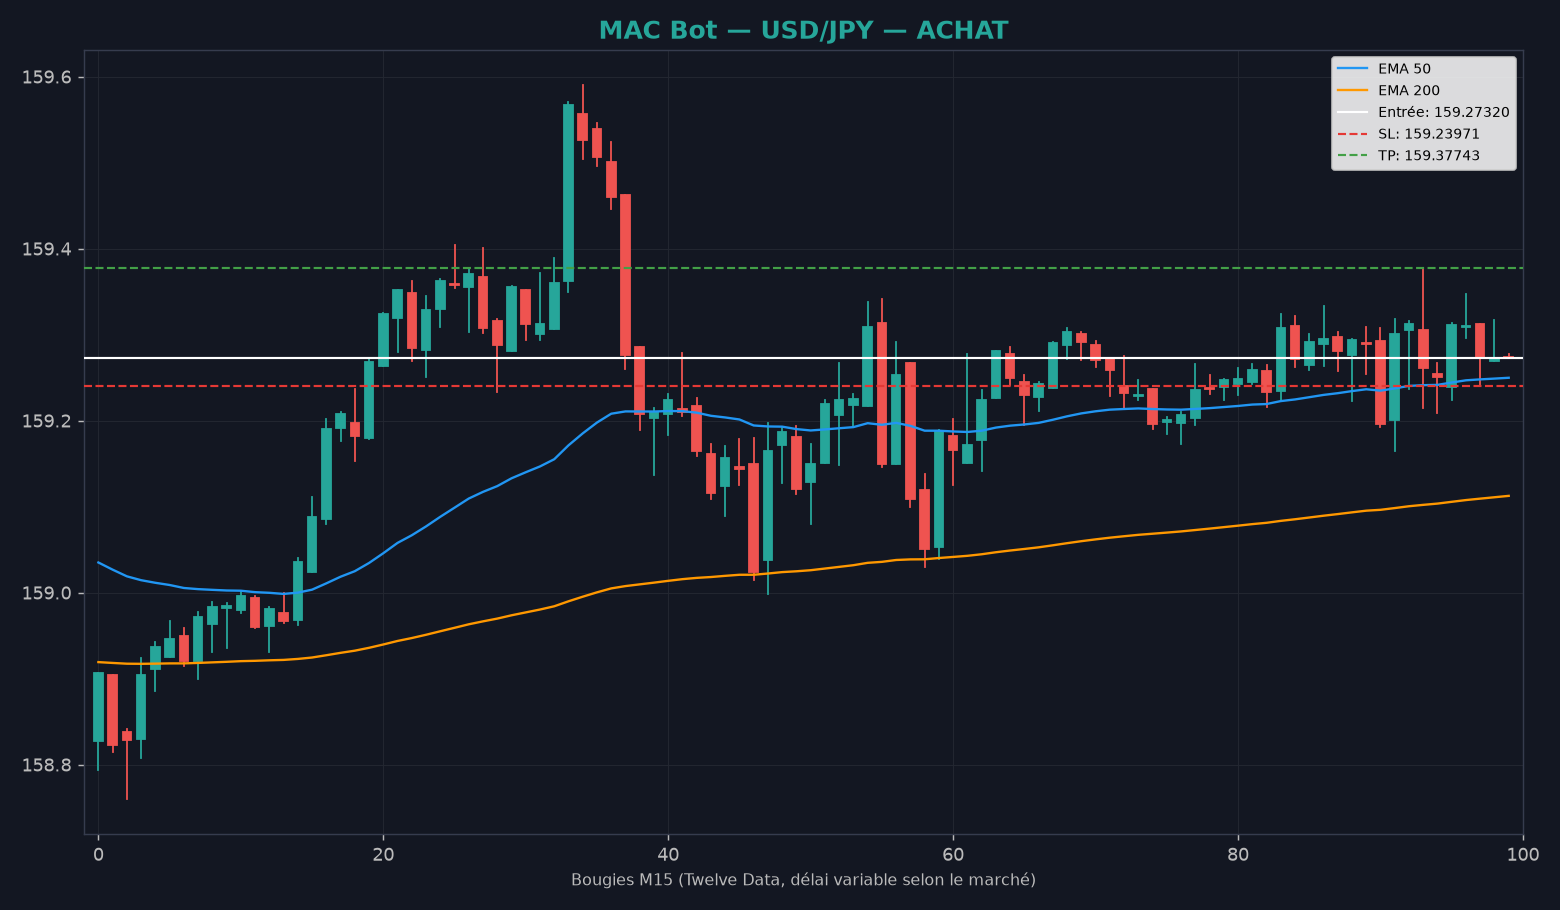 MAC Bot — USD/JPY — ACHAT
EMA 50
EMA 200
Entrée: 159.27320
SL: 159.23971
TP: 159.37743
159.6
159.4
159.2
159.0
158.8
0 20 40 60 80 100
Bougies M15 (Twelve Data, délai variable selon le marché)